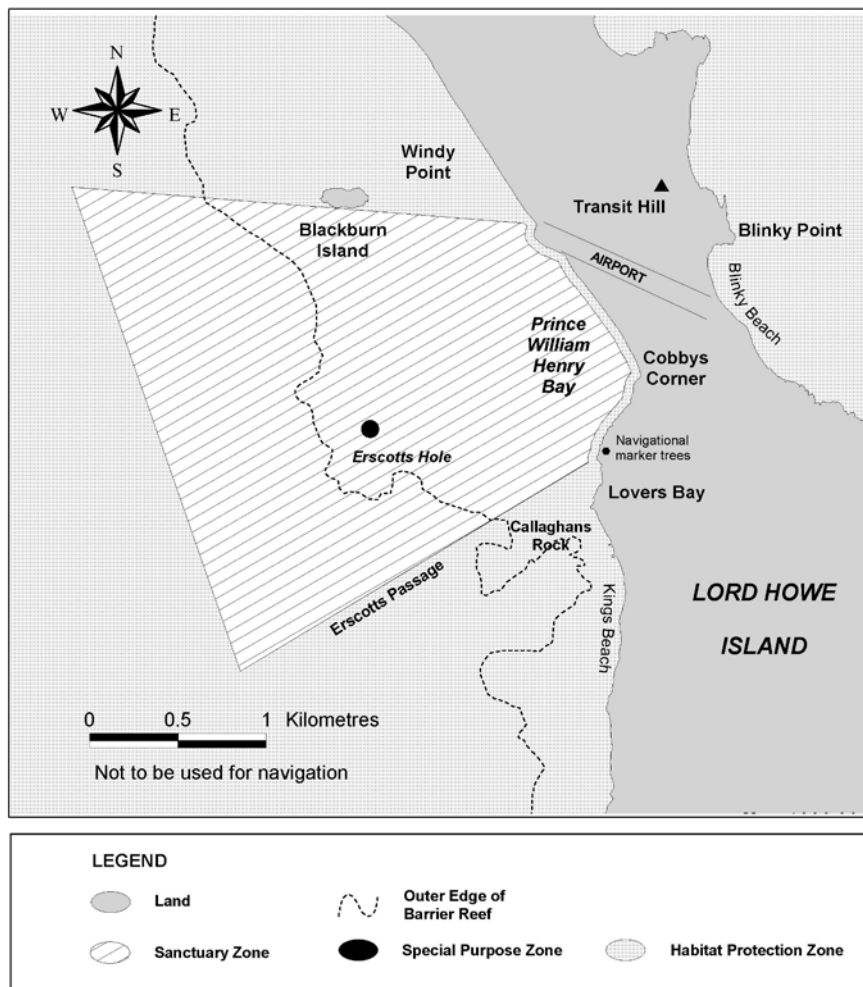 N
W
E
S
Windy
Point
Transit Hill
Blinky Point
Blackburn
Island
AIRPORT
Blinky Beach
Prince
William
Henry
Bay
Cobbys
Corner
Erscotts Hole
Navigational
marker trees
Lovers Bay
Callaghans
Rock
Erscotts Passage
Kings Beach
LORD HOWE
ISLAND
0 0.5 1 Kilometres
Not to be used for navigation
LEGEND
Land
Outer Edge of
Barrier Reef
Sanctuary Zone
Special Purpose Zone
Habitat Protection Zone